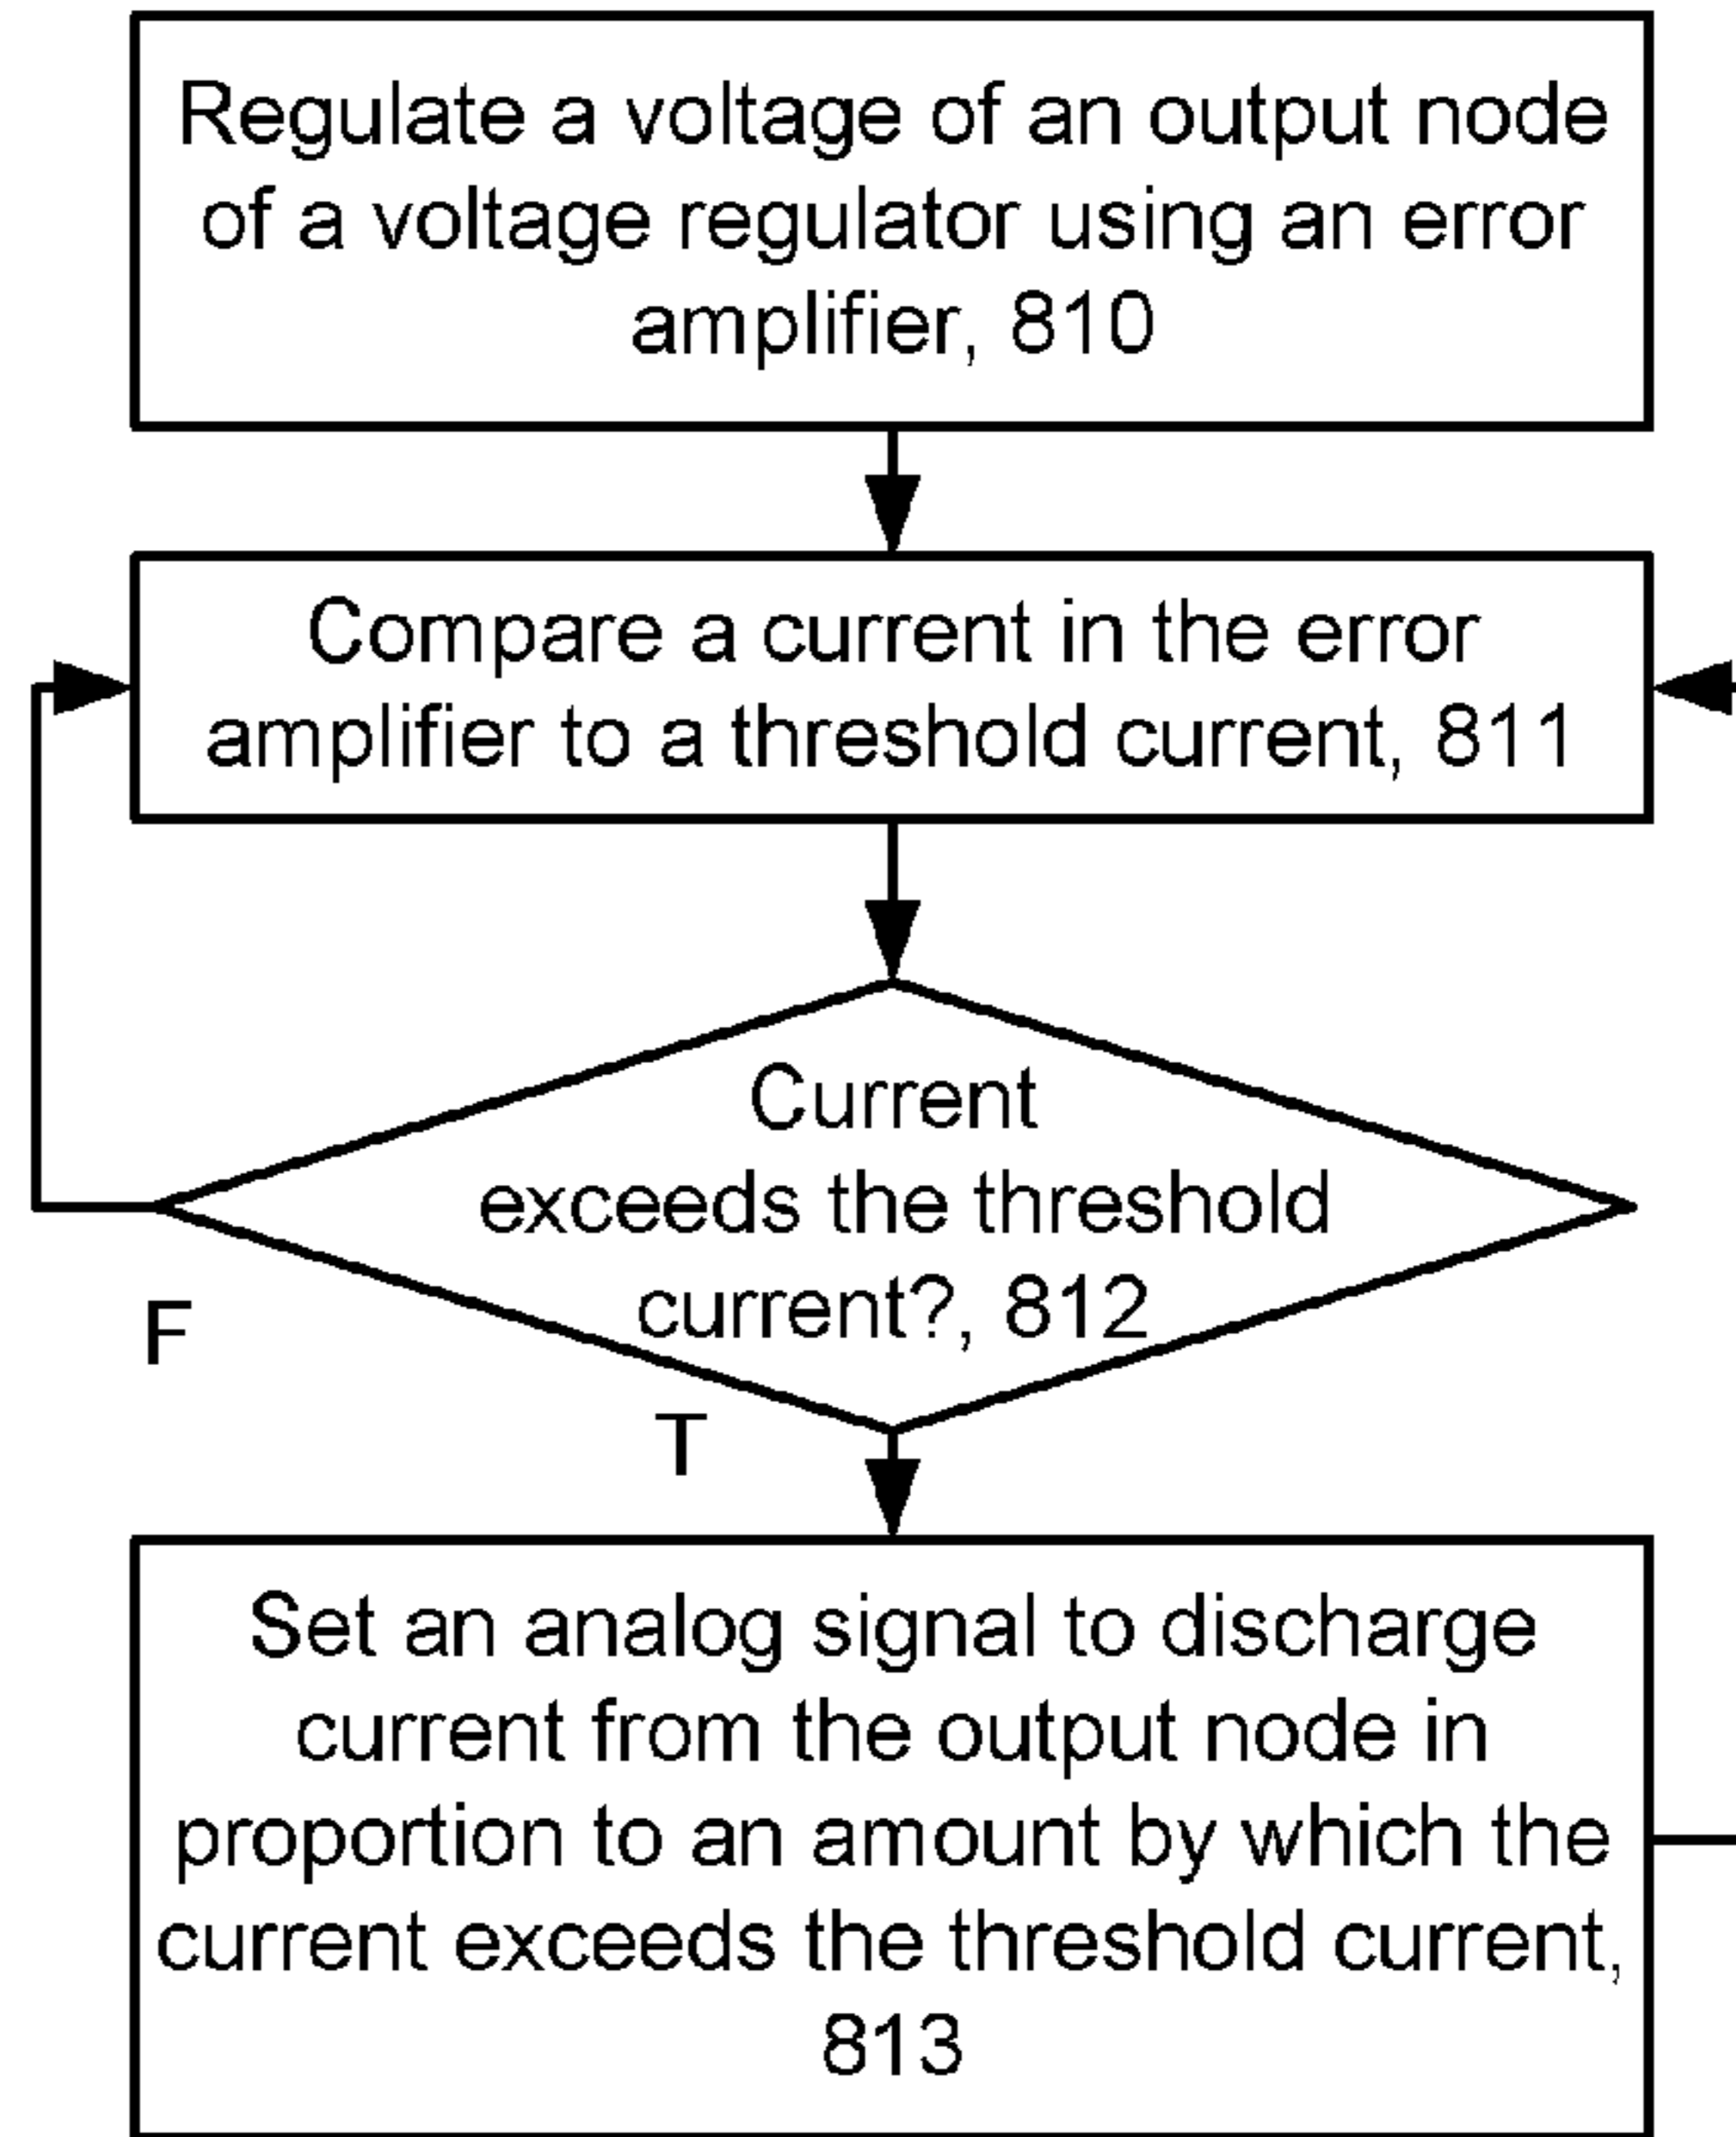 Regulate a voltage of an output node
of a voltage regulator using an error
amplifier, 810
Compare a current in the error
amplifier to a threshold current, 811
Current
exceeds the threshold
current?, 812
F
T
Set an analog signal to discharge
current from the output node in
proportion to an amount by which the
current exceeds the threshold current,
813